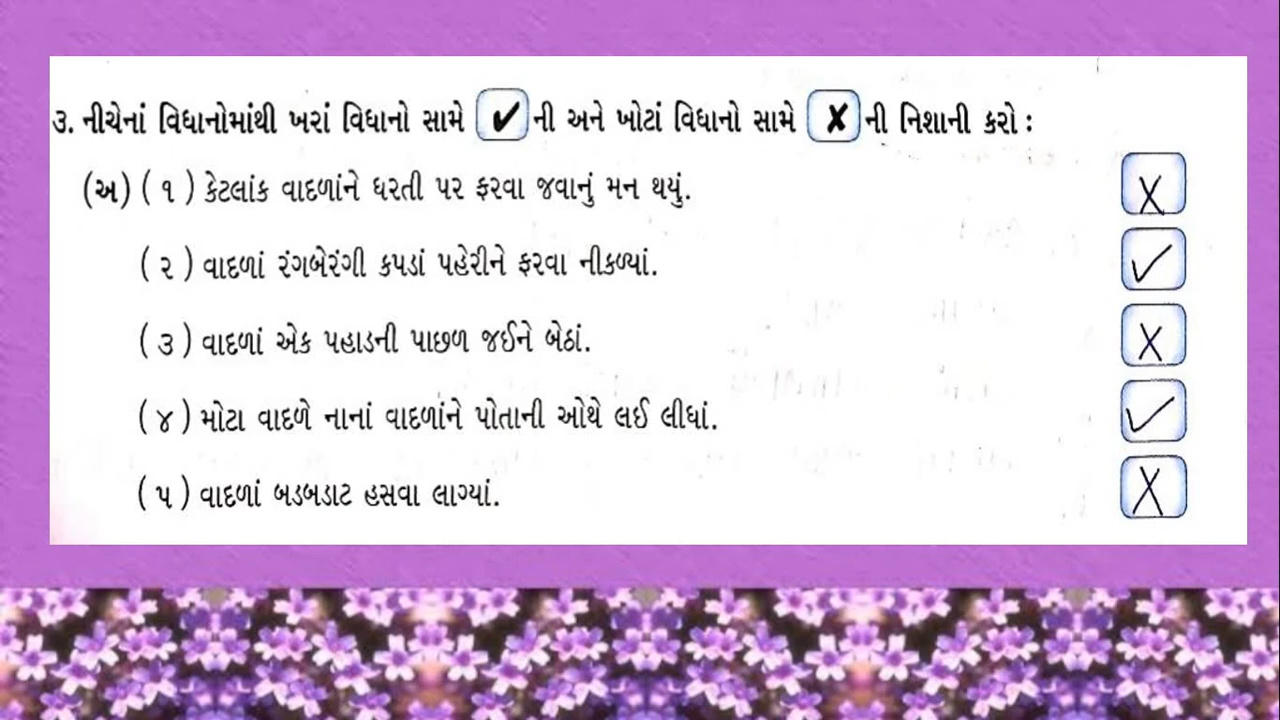 ૩. નીચેનાં વિધાનોમાંથી ખરાં વિધાનો સામે ✔ ની અને ખોટાં વિધાનો સામે ✘ ની નિશાની કરો :
(અ) ( ૧ ) કેટલાંક વાદળાંને ધરતી પર ફરવા જવાનું મન થયું. X
( ૨ ) વાદળાં રંગબેરંગી કપડાં પહેરીને ફરવા નીકળ્યાં. ✓
( ૩ ) વાદળાં એક પહાડની પાછળ જઈને બેઠાં. X
( ૪ ) મોટા વાદળે નાનાં વાદળાંને પોતાની ઓથે લઈ લીધાં. ✓
( ૫ ) વાદળાં ખડખડાટ હસવા લાગ્યાં. X